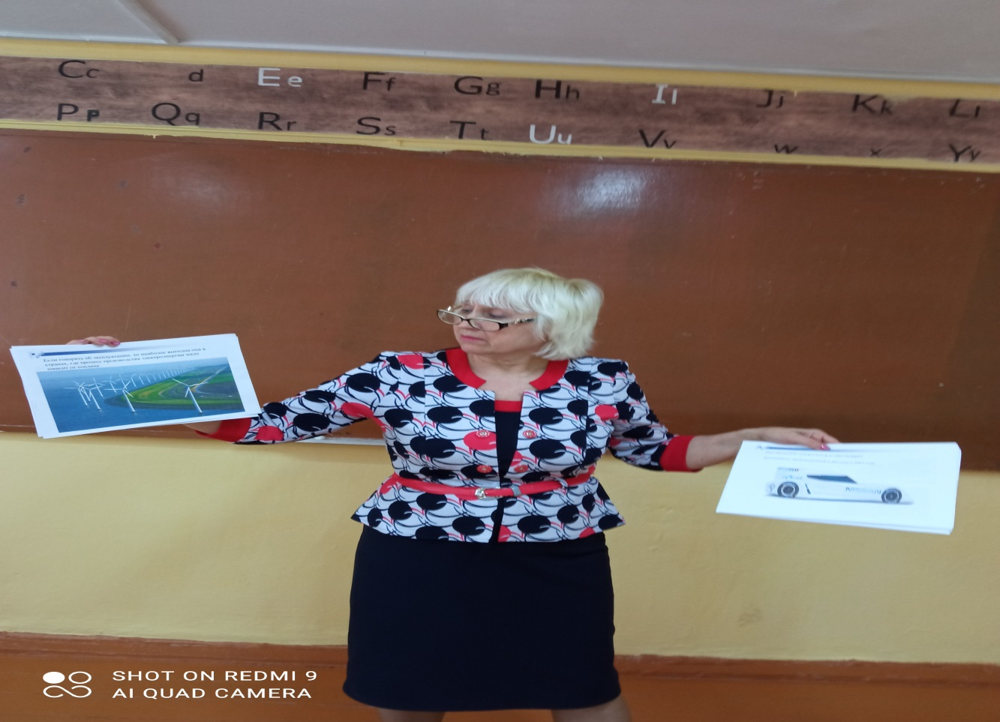 Cc d Ee Ff Gg Hh Ii Jj Kk Ll
Pp Qq Rr Ss Tt Uu Vv w x Yy
Если говорить об эксплуатации, то наиболее выгодна она в
странах, где процесс производства электроэнергии мало
зависит от топлива
SHOT ON REDMI 9
AI QUAD CAMERA